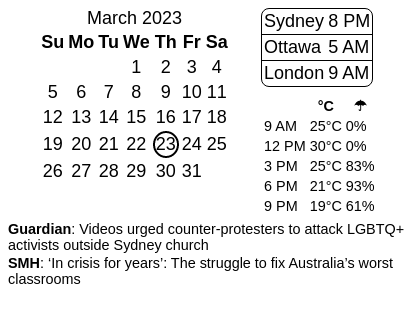 March 2023
Su Mo Tu We Th Fr Sa
1 2 3 4
5 6 7 8 9 10 11
12 13 14 15 16 17 18
19 20 21 22 23 24 25
26 27 28 29 30 31
Sydney 8 PM
Ottawa 5 AM
London 9 AM
°C ☂
9 AM 25°C 0%
12 PM 30°C 0%
3 PM 25°C 83%
6 PM 21°C 93%
9 PM 19°C 61%
Guardian: Videos urged counter-protesters to attack LGBTQ+
activists outside Sydney church
SMH: ‘In crisis for years’: The struggle to fix Australia’s worst
classrooms